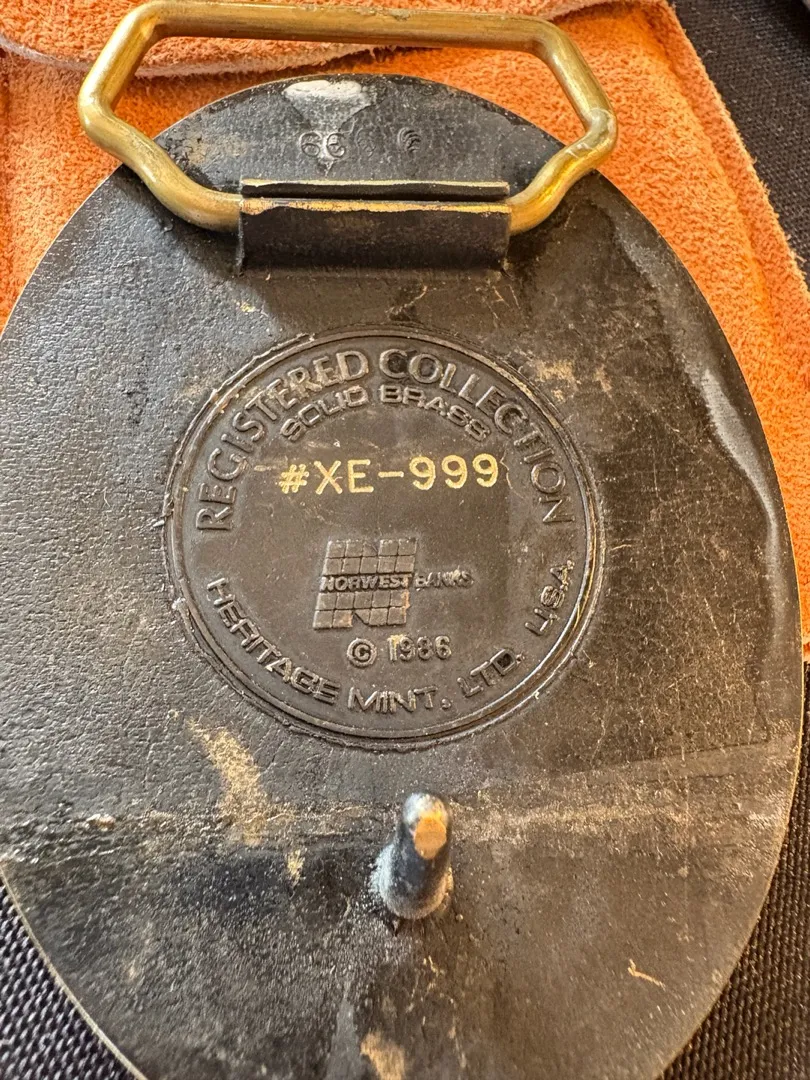 REGISTERED COLLECTION
SOLID BRASS
#XE-999
NORWEST BANKS
© 1986
HERITAGE MINT. LTD. U.S.A.